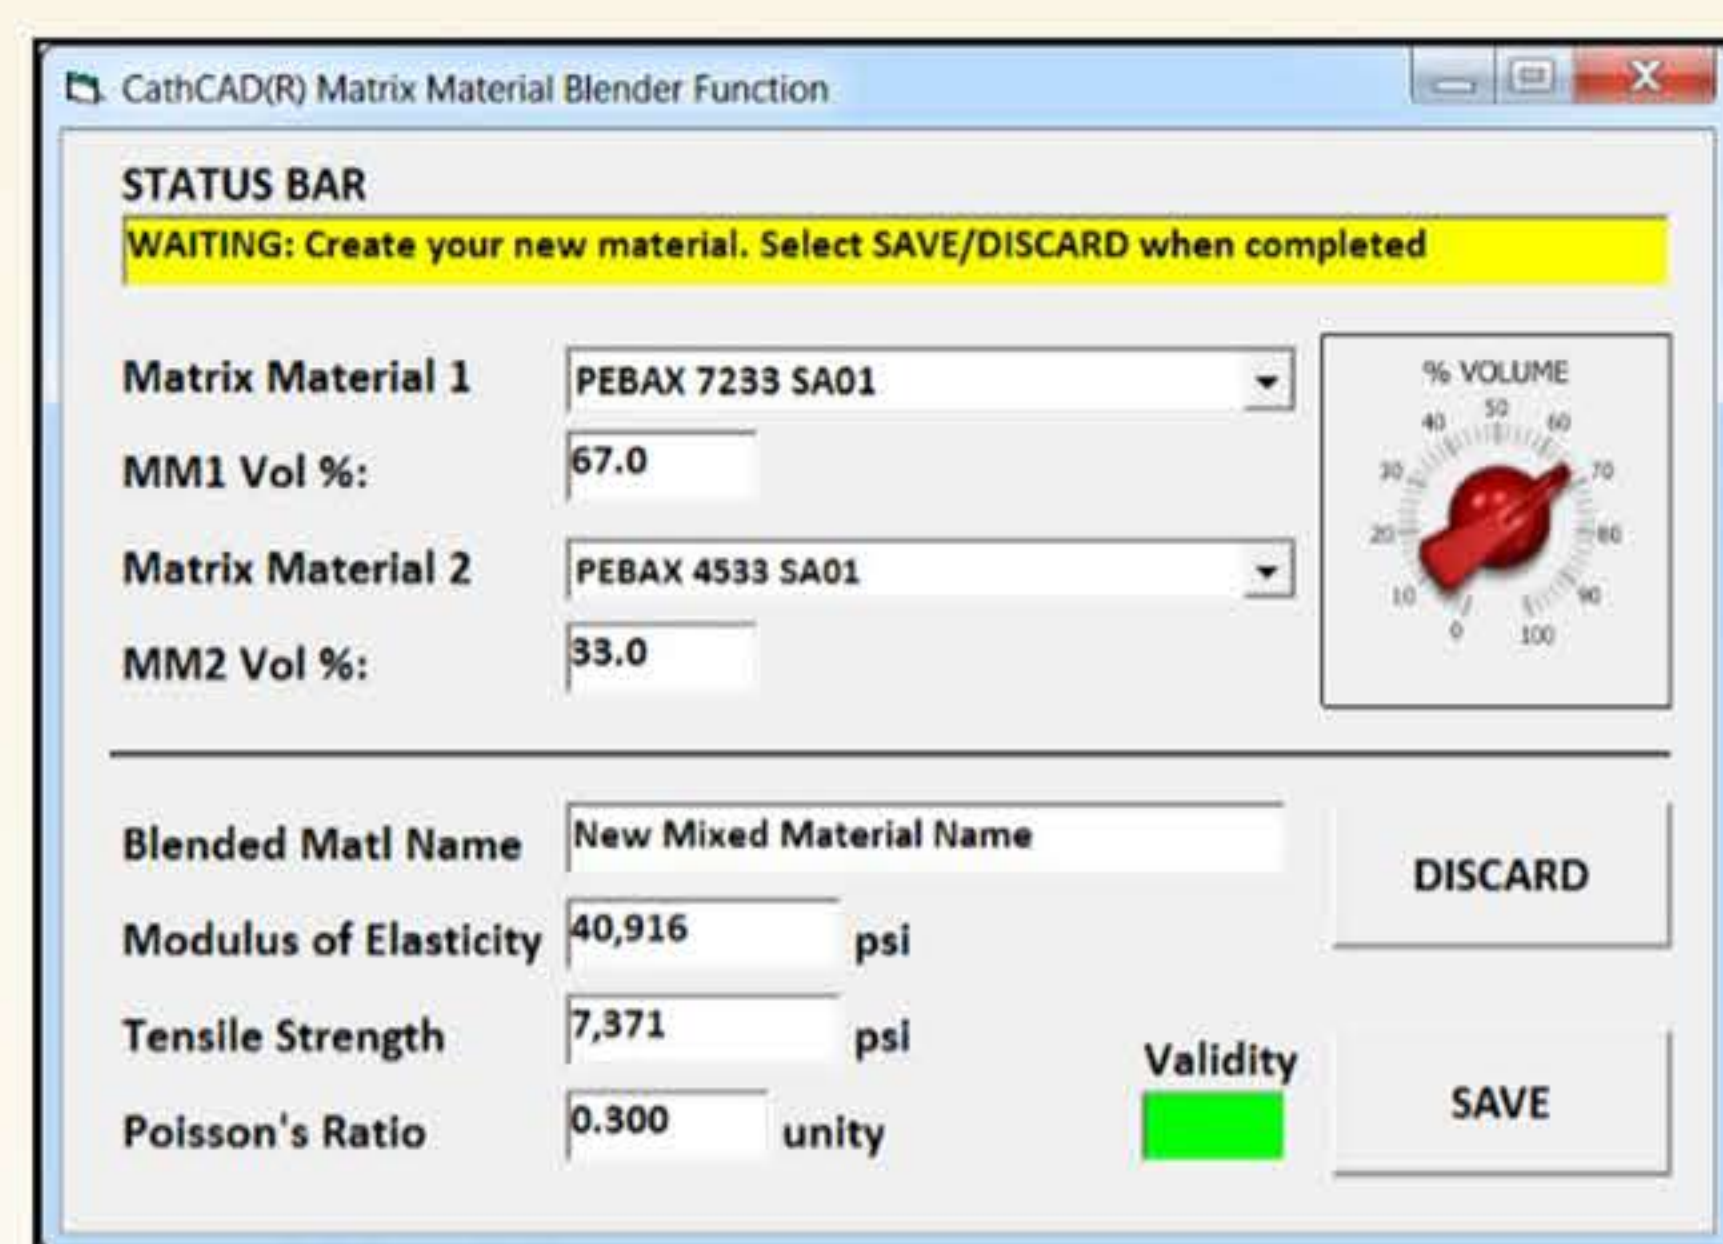 CathCAD(R) Matrix Material Blender Function
STATUS BAR
WAITING: Create your new material. Select SAVE/DISCARD when completed
Matrix Material 1
PEBAX 7233 SA01
MM1 Vol %:
67.0
Matrix Material 2
PEBAX 4533 SA01
MM2 Vol %:
33.0
% VOLUME
0
10
20
30
40
50
60
70
80
90
100
Blended Matl Name
New Mixed Material Name
Modulus of Elasticity
40,916
psi
Tensile Strength
7,371
psi
Poisson's Ratio
0.300
unity
Validity
DISCARD
SAVE